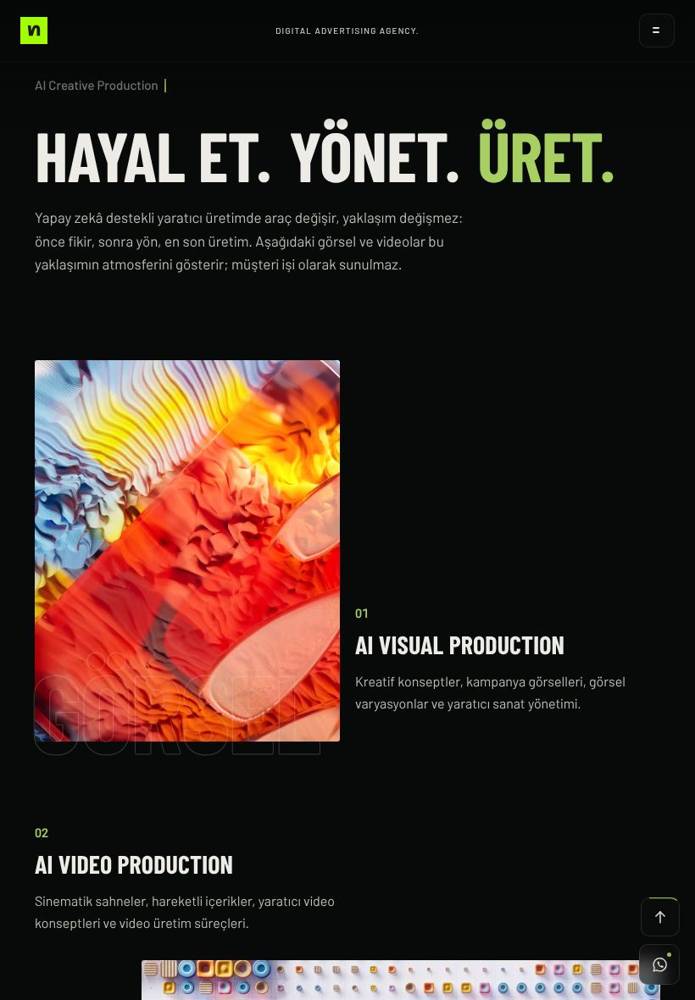 DIGITAL ADVERTISING AGENCY.
AI Creative Production
HAYAL ET. YÖNET. ÜRET.
Yapay zekâ destekli yaratıcı üretimde araç değişir, yaklaşım değişmez:
önce fikir, sonra yön, en son üretim. Aşağıdaki görsel ve videolar bu
yaklaşımın atmosferini gösterir; müşteri işi olarak sunulmaz.
GÖRSEL
01
AI VISUAL PRODUCTION
Kreatif konseptler, kampanya görselleri, görsel
varyasyonlar ve yaratıcı sanat yönetimi.
02
AI VIDEO PRODUCTION
Sinematik sahneler, hareketli içerikler, yaratıcı video
konseptleri ve video üretim süreçleri.